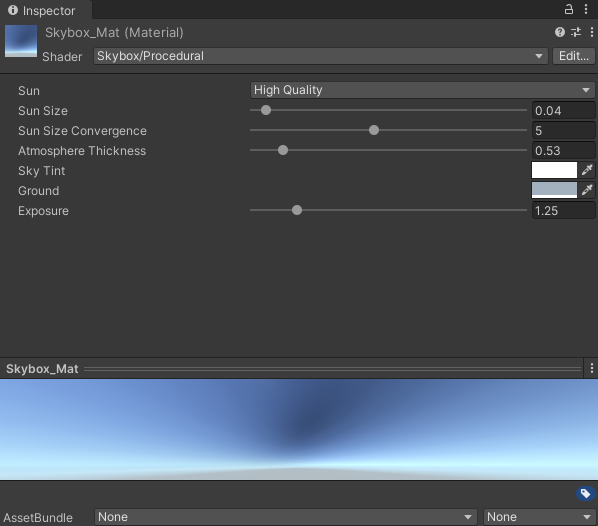 Inspector
Skybox_Mat (Material)
Shader Skybox/Procedural Edit...
Sun High Quality
Sun Size 0.04
Sun Size Convergence 5
Atmosphere Thickness 0.53
Sky Tint
Ground
Exposure 1.25
Skybox_Mat
AssetBundle None None